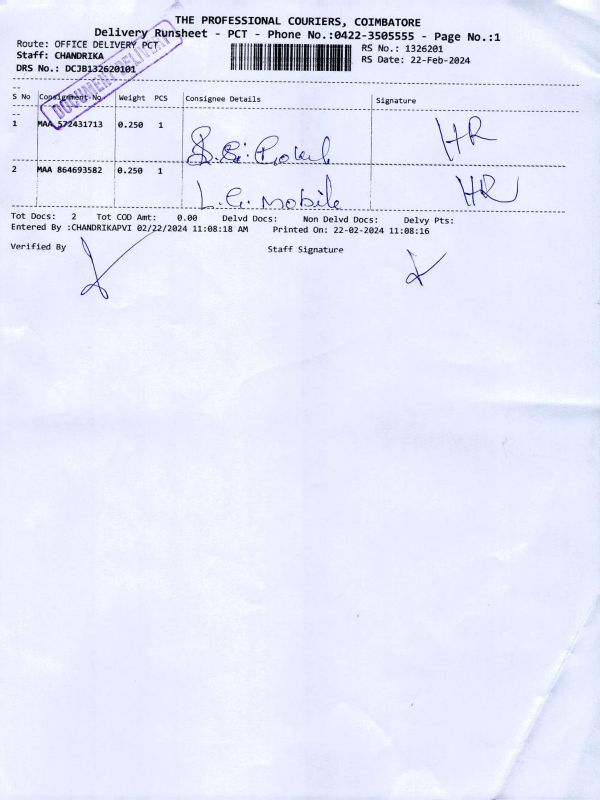 THE PROFESSIONAL COURIERS, COIMBATORE
Delivery Runsheet - PCT - Phone No.:0422-3505555 - Page No.:1
Route: OFFICE DELIVERY PCT
RS No.: 1326201
Staff: CHANDRIKA
RS Date: 22-Feb-2024
DRS No.: DCJB132620101
DOCUMENT DELIVERY
S No Consignment No. Weight PCS Consignee Details Signature
1 MAA 572431713 0.250 1 HR
2 MAA 864693582 0.250 1 L.G. Mobile HR
Tot Docs: 2 Tot COD Amt: 0.00 Delvd Docs: Non Delvd Docs: Delvy Pts:
Entered By :CHANDRIKAPVI 02/22/2024 11:08:18 AM Printed On: 22-02-2024 11:08:16
Verified By Staff Signature